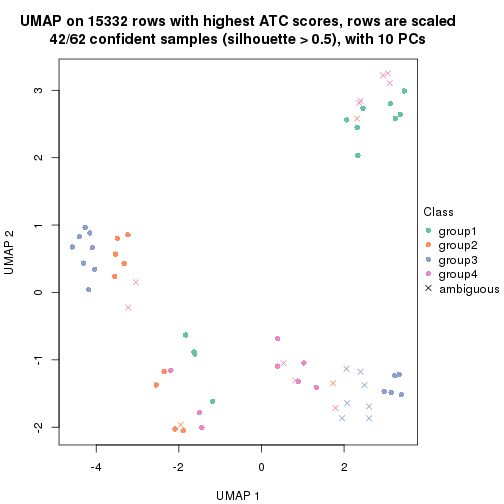 UMAP on 15332 rows with highest ATC scores, rows are scaled
42/62 confident samples (silhouette > 0.5), with 10 PCs
3
2
1
0
-1
-2
UMAP 2
-4
-2
0
2
UMAP 1
Class
group1
group2
group3
group4
ambiguous